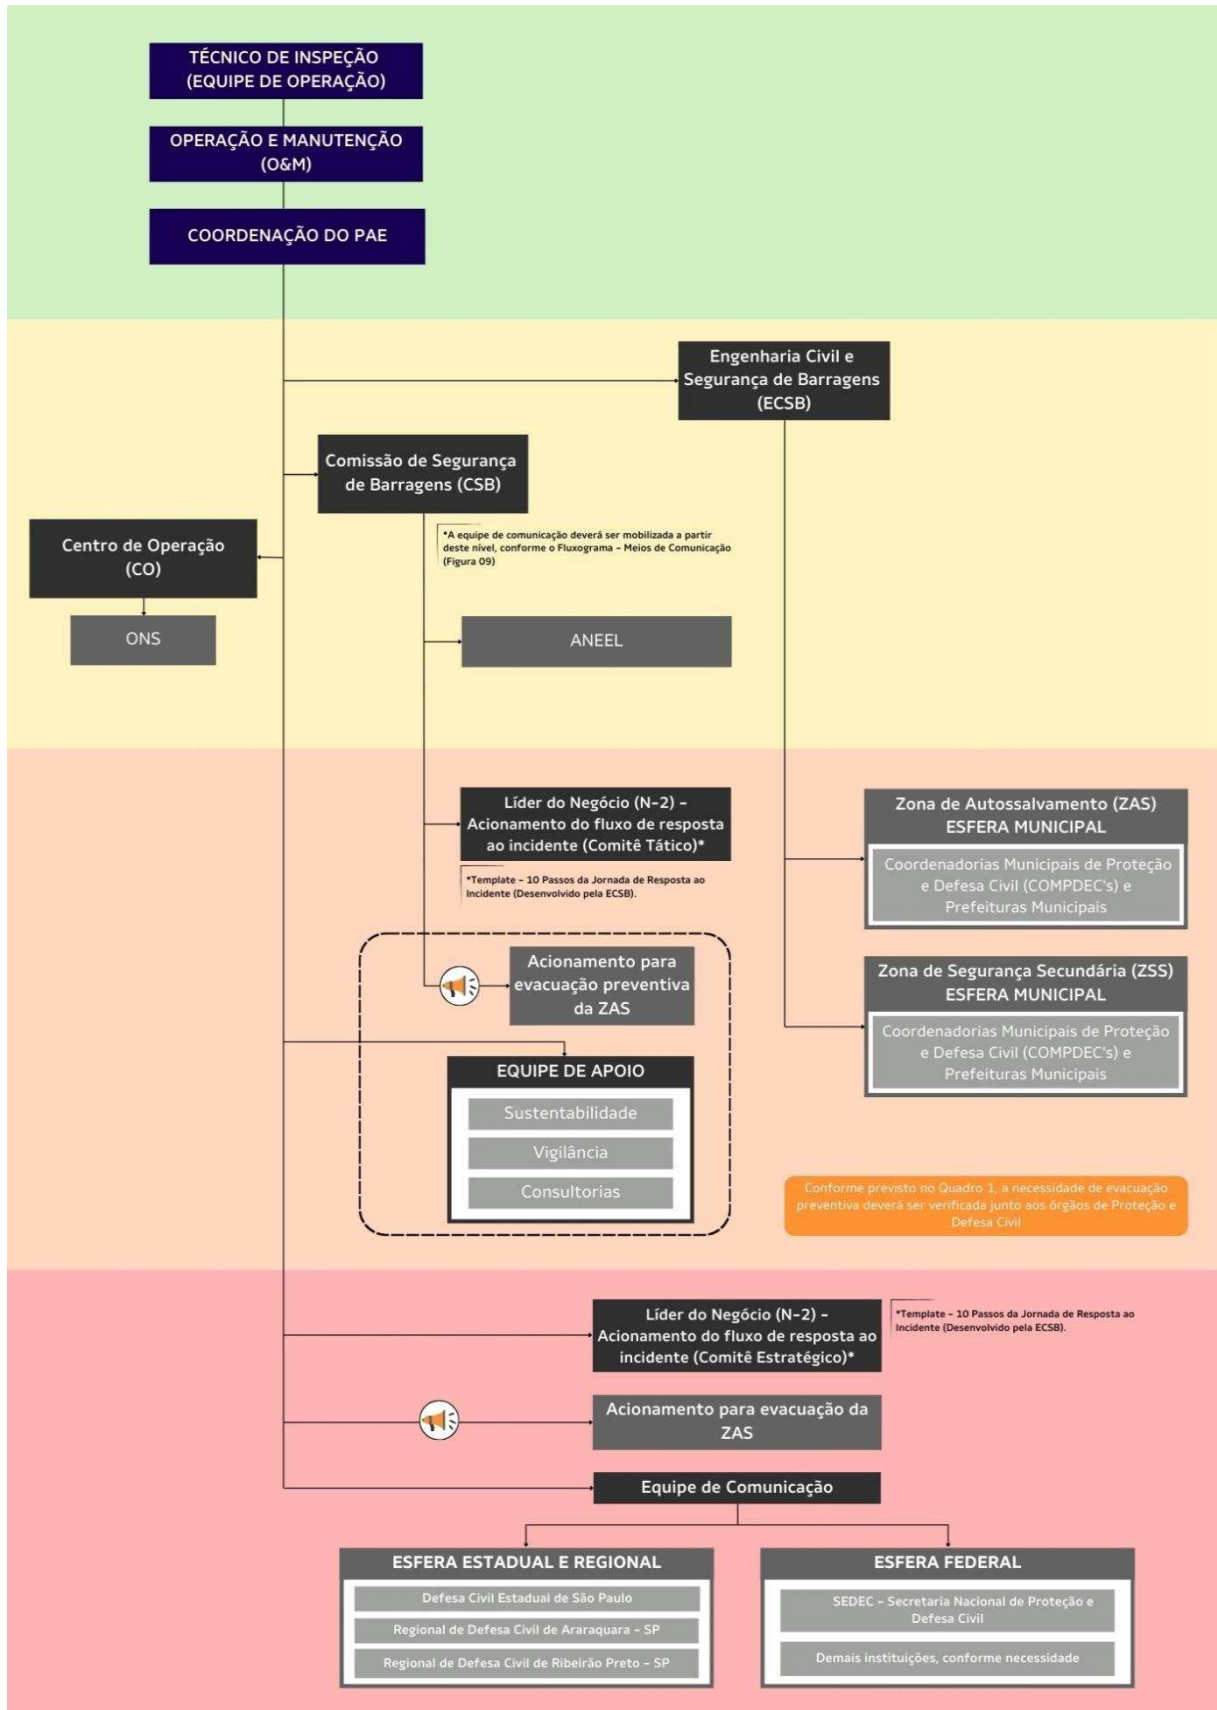 TÉCNICO DE INSPEÇÃO
(EQUIPE DE OPERAÇÃO)
OPERAÇÃO E MANUTENÇÃO
(O&M)
COORDENAÇÃO DO PAE
Engenharia Civil e
Segurança de Barragens
(ECSB)
Comissão de Segurança
de Barragens (CSB)
*A equipe de comunicação deverá ser mobilizada a partir
deste nível, conforme o Fluxograma – Meios de Comunicação
(Figura 09)
Centro de Operação
(CO)
ONS
ANEEL
Líder do Negócio (N-2) –
Acionamento do fluxo de resposta
ao incidente (Comitê Tático)*
*Template – 10 Passos da Jornada de Resposta ao
Incidente (Desenvolvido pela ECSB).
Zona de Autossalvamento (ZAS)
ESFERA MUNICIPAL
Coordenadorias Municipais de Proteção
e Defesa Civil (COMPDEC's) e
Prefeituras Municipais
Acionamento para
evacuação preventiva
da ZAS
Zona de Segurança Secundária (ZSS)
ESFERA MUNICIPAL
Coordenadorias Municipais de Proteção
e Defesa Civil (COMPDEC's) e
Prefeituras Municipais
EQUIPE DE APOIO
Sustentabilidade
Vigilância
Consultorias
Conforme previsto no Quadro 1, a necessidade de evacuação
preventiva deverá ser verificada junto aos órgãos de Proteção e
Defesa Civil
Líder do Negócio (N-2) –
Acionamento do fluxo de resposta ao
incidente (Comitê Estratégico)*
*Template – 10 Passos da Jornada de Resposta ao
Incidente (Desenvolvido pela ECSB).
Acionamento para evacuação da
ZAS
Equipe de Comunicação
ESFERA ESTADUAL E REGIONAL
Defesa Civil Estadual de São Paulo
Regional de Defesa Civil de Araraquara – SP
Regional de Defesa Civil de Ribeirão Preto – SP
ESFERA FEDERAL
SEDEC – Secretaria Nacional de Proteção e
Defesa Civil
Demais instituições, conforme necessidade